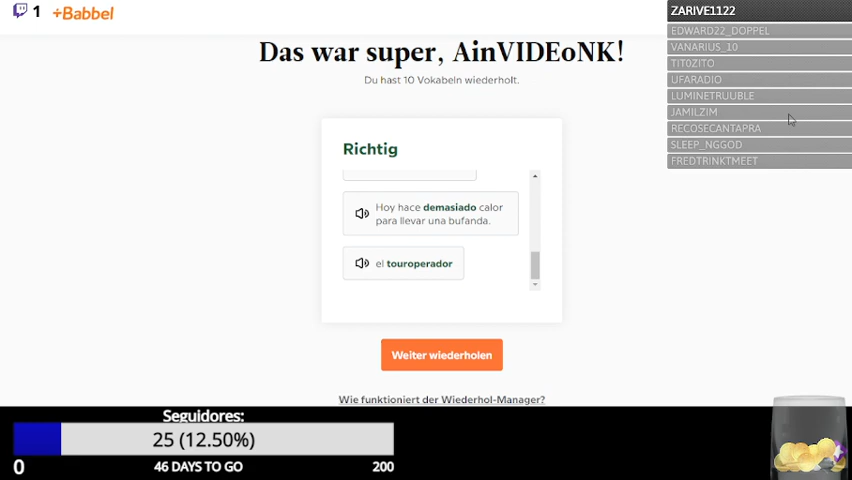 1 +Babbel
ZARIVE1122
EDWARD22_DOPPEL
VANARIUS_10
TIT0ZITO
UFARADIO
LUMINETRUUBLE
JAMILZIM
RECOSECANTAPRA
SLEEP_NGGOD
FREDTRINKTMEET
Das war super, AinVIDEoNK!
Du hast 10 Vokabeln wiederholt.
Richtig
Hoy hace demasiado calor
para llevar una bufanda.
el touroperador
Weiter wiederholen
Wie funktioniert der Wiederhol-Manager?
Seguidores:
25 (12.50%)
0 46 DAYS TO GO 200